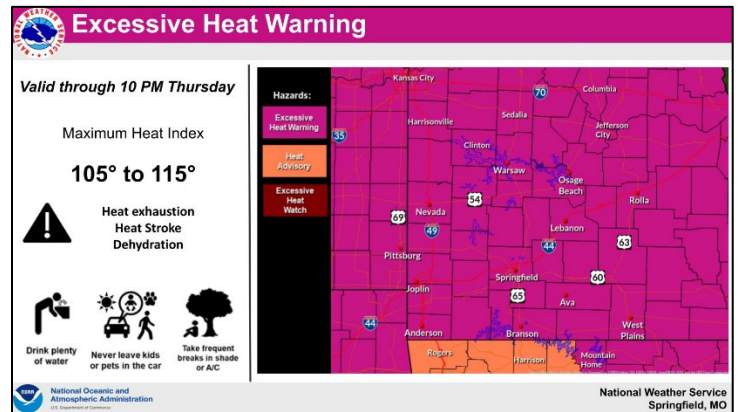 Excessive Heat Warning
Valid through 10 PM Thursday
Maximum Heat Index
105° to 115°
Heat exhaustion
Heat Stroke
Dehydration
Drink plenty
of water
Never leave kids
or pets in the car
Take frequent
breaks in shade
or A/C
Hazards:
Excessive
Heat Warning
Heat
Advisory
Excessive
Heat
Watch
Kansas City
70
Columbia
35
Harrisonville
Sedalia
Jefferson
City
Clinton
Warsaw
Osage
Beach
Rolla
54
Nevada
69
49
Lebanon
63
44
Pittsburg
Springfield
60
Joplin
65
Ava
44
Anderson
Branson
West
Plains
Rogers
Harrison
Mountain
Home
NATIONAL WEATHER SERVICE
NOAA
National Oceanic and
Atmospheric Administration
U.S. Department of Commerce
National Weather Service
Springfield, MO